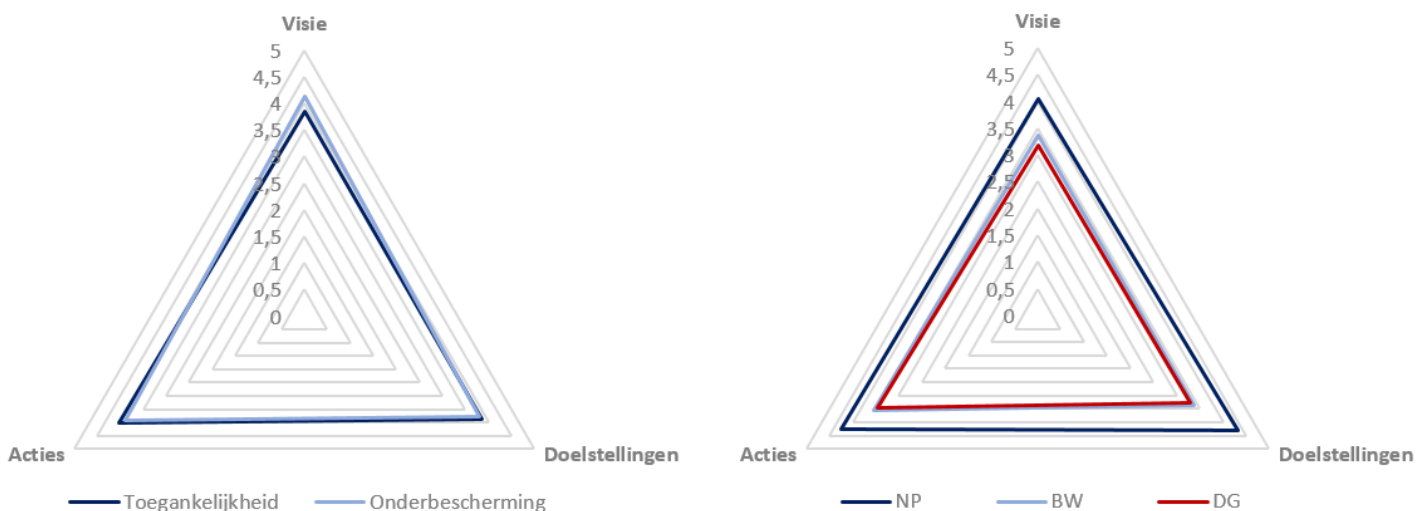 Visie
5
4,5
4
3,5
3
2,5
2
1,5
1
0,5
0
Acties
Doelstellingen
Toegankelijkheid
Onderbescherming
Visie
5
4,5
4
3,5
3
2,5
2
1,5
1
0,5
0
Acties
Doelstellingen
NP
BW
DG